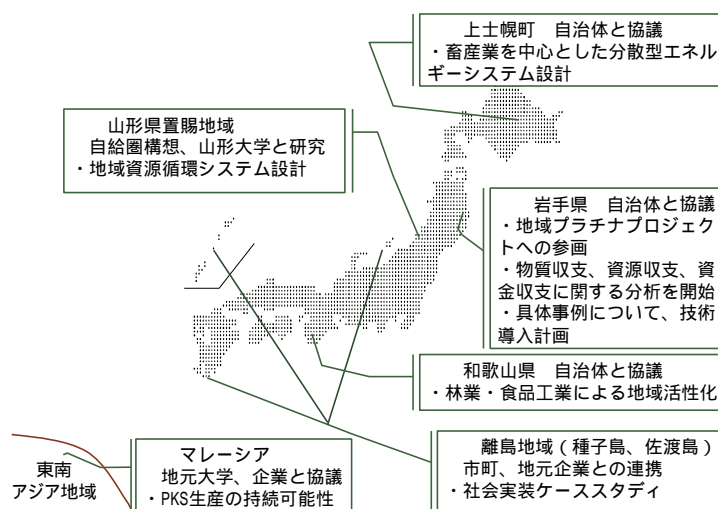 上士幌町 自治体と協議
・畜産業を中心とした分散型エネル
ギーシステム設計
山形県置賜地域
自給圏構想、山形大学と研究
・地域資源循環システム設計
岩手県 自治体と協議
・地域プラチナプロジェク
トへの参画
・物質収支、資源収支、資
金収支に関する分析を開始
・具体事例について、技術
導入計画
和歌山県 自治体と協議
・林業・食品工業による地域活性化
離島地域（種子島、佐渡島）
市町、地元企業との連携
・社会実装ケーススタディ
マレーシア
地元大学、企業と協議
・PKS生産の持続可能性
東南
アジア地域